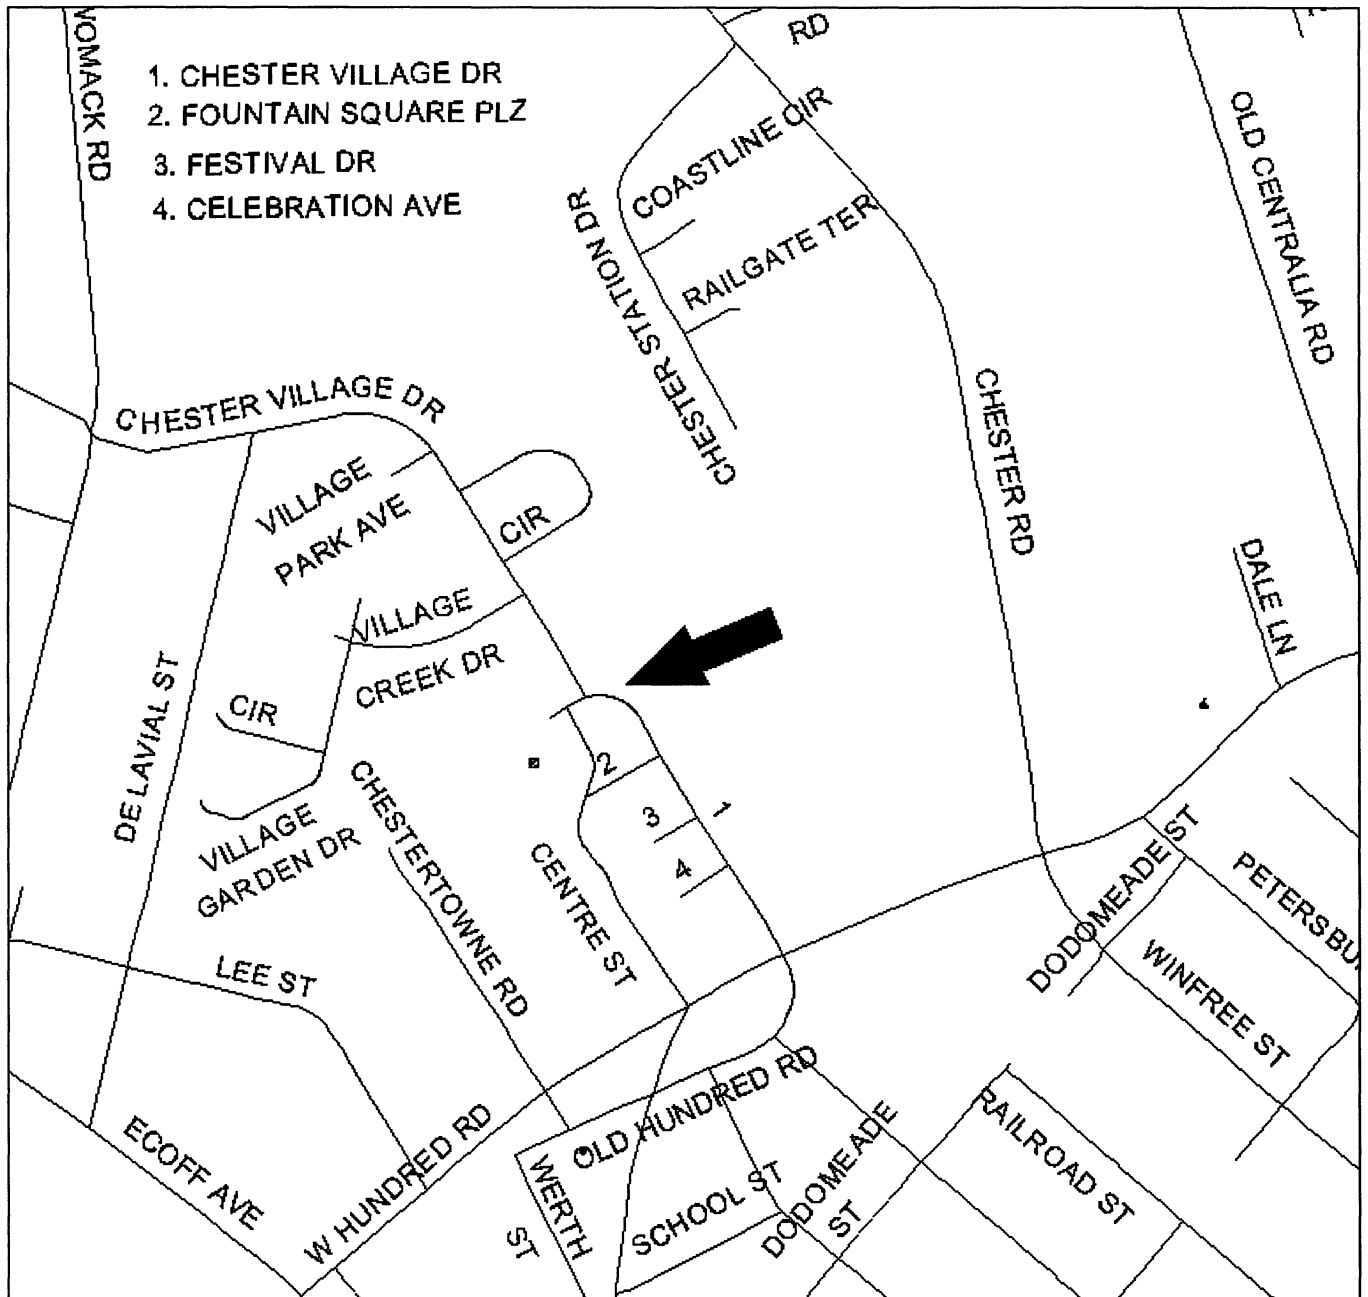 1. CHESTER VILLAGE DR
2. FOUNTAIN SQUARE PLZ
3. FESTIVAL DR
4. CELEBRATION AVE
RD
COASTLINE CIR
RAILGATE TER
CHESTER STATION DR
OLD CENTRALIA RD
CHESTER VILLAGE DR
CHESTER RD
VILLAGE
PARK AVE
CIR
VILLAGE
CREEK DR
DALE LN
DE LAVIAL ST
CIR
2
3
1
4
VILLAGE
GARDEN DR
CHESTERTOWNE RD
CENTRE ST
DODOMEADE ST
WINFREE ST
LEE ST
ECOFF AVE
W HUNDRED RD
OLD HUNDRED RD
WERTH
ST
SCHOOL ST
DODOMEADE
ST
RAILROAD ST